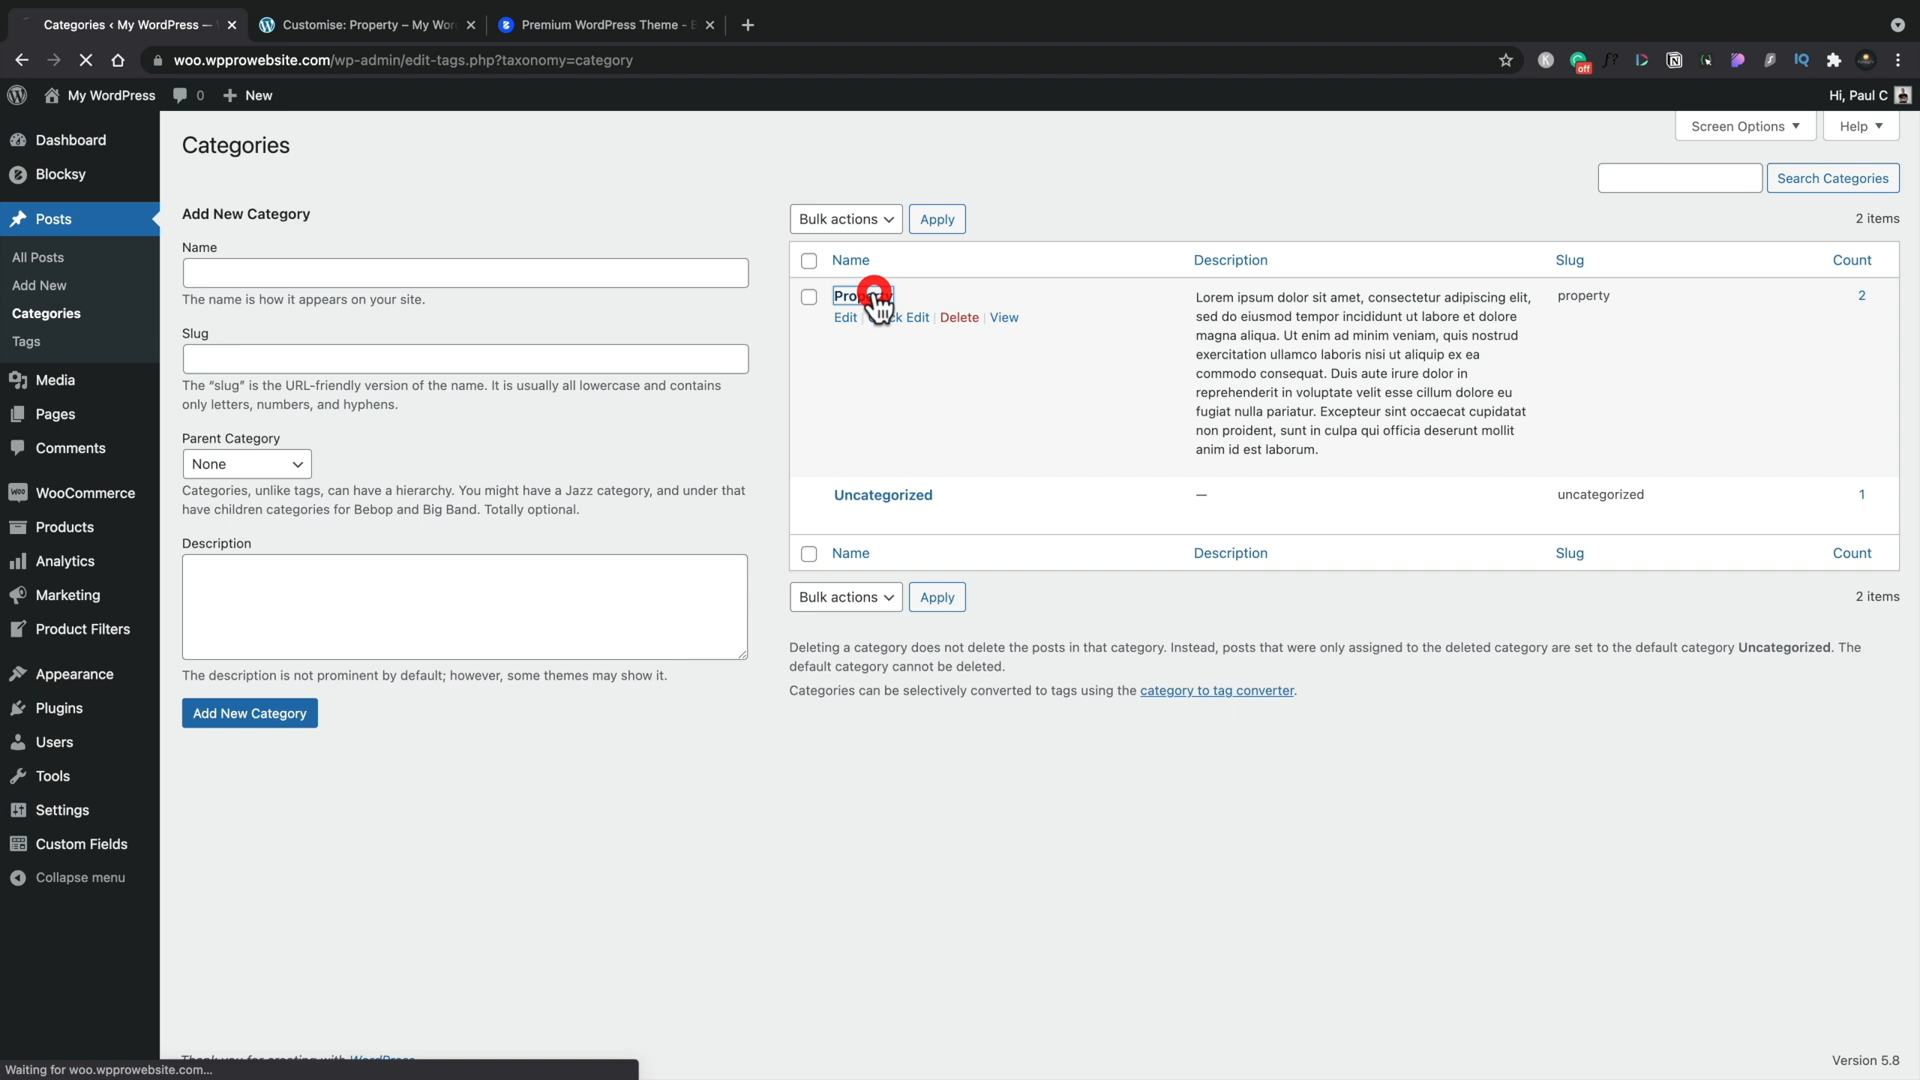 Categories ‹ My WordPress —
Customise: Property – My Wor
Premium WordPress Theme -
woo.wpprowebsite.com/wp-admin/edit-tags.php?taxonomy=category
off
My WordPress
0
New
Hi, Paul C
Screen Options
Help
Dashboard
Blocksy
Posts
All Posts
Add New
Categories
Tags
Media
Pages
Comments
WooCommerce
Products
Analytics
Marketing
Product Filters
Appearance
Plugins
Users
Tools
Settings
Custom Fields
Collapse menu
Categories
Search Categories
Add New Category
Name
The name is how it appears on your site.
Slug
The “slug” is the URL-friendly version of the name. It is usually all lowercase and contains
only letters, numbers, and hyphens.
Parent Category
None
Categories, unlike tags, can have a hierarchy. You might have a Jazz category, and under that
have children categories for Bebop and Big Band. Totally optional.
Description
The description is not prominent by default; however, some themes may show it.
Add New Category
Bulk actions
Apply
2 items
Name
Description
Slug
Count
Lorem ipsum dolor sit amet, consectetur adipiscing elit,
sed do eiusmod tempor incididunt ut labore et dolore
magna aliqua. Ut enim ad minim veniam, quis nostrud
exercitation ullamco laboris nisi ut aliquip ex ea
commodo consequat. Duis aute irure dolor in
reprehenderit in voluptate velit esse cillum dolore eu
fugiat nulla pariatur. Excepteur sint occaecat cupidatat
non proident, sunt in culpa qui officia deserunt mollit
anim id est laborum.
property
2
Edit | Edit | Delete | View
Uncategorized
—
uncategorized
1
Name
Description
Slug
Count
Bulk actions
Apply
2 items
Deleting a category does not delete the posts in that category. Instead, posts that were only assigned to the deleted category are set to the default category Uncategorized. The
default category cannot be deleted.
Categories can be selectively converted to tags using the category to tag converter.
Version 5.8
Waiting for woo.wpprowebsite.com...